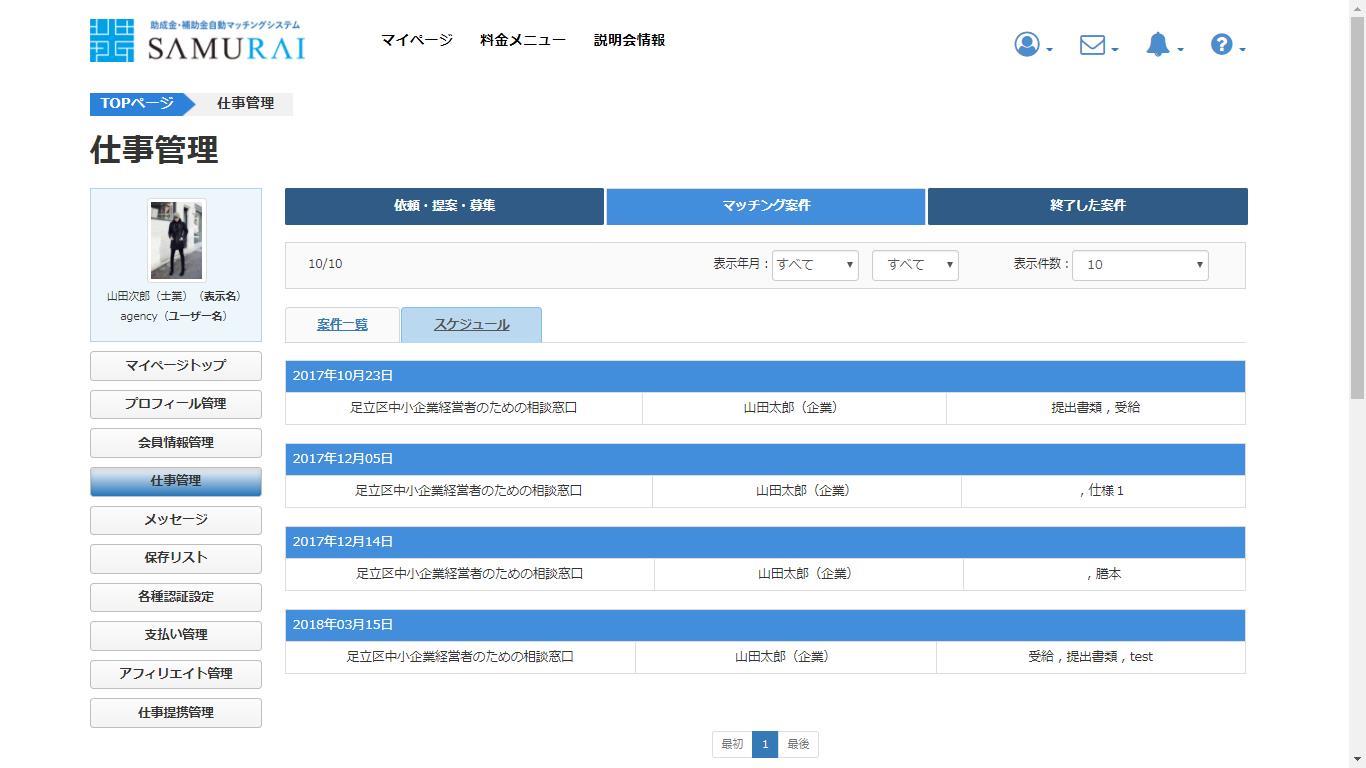 助成金・補助金自動マッチングシステム
SAMURAI
マイページ 料金メニュー 説明会情報
TOPページ 仕事管理
仕事管理
山田次郎（士業）（表示名）
agency（ユーザー名）
マイページトップ
プロフィール管理
会員情報管理
仕事管理
メッセージ
保存リスト
各種認証設定
支払い管理
アフィリエイト管理
仕事提携管理
依頼・提案・募集 マッチング案件 終了した案件
10/10 表示年月：すべて すべて 表示件数：10
案件一覧 スケジュール
2017年10月23日
足立区中小企業経営者のための相談窓口 山田太郎（企業） 提出書類 , 受給
2017年12月05日
足立区中小企業経営者のための相談窓口 山田太郎（企業） , 仕様１
2017年12月14日
足立区中小企業経営者のための相談窓口 山田太郎（企業） , 謄本
2018年03月15日
足立区中小企業経営者のための相談窓口 山田太郎（企業） 受給 , 提出書類 , test
最初 1 最後